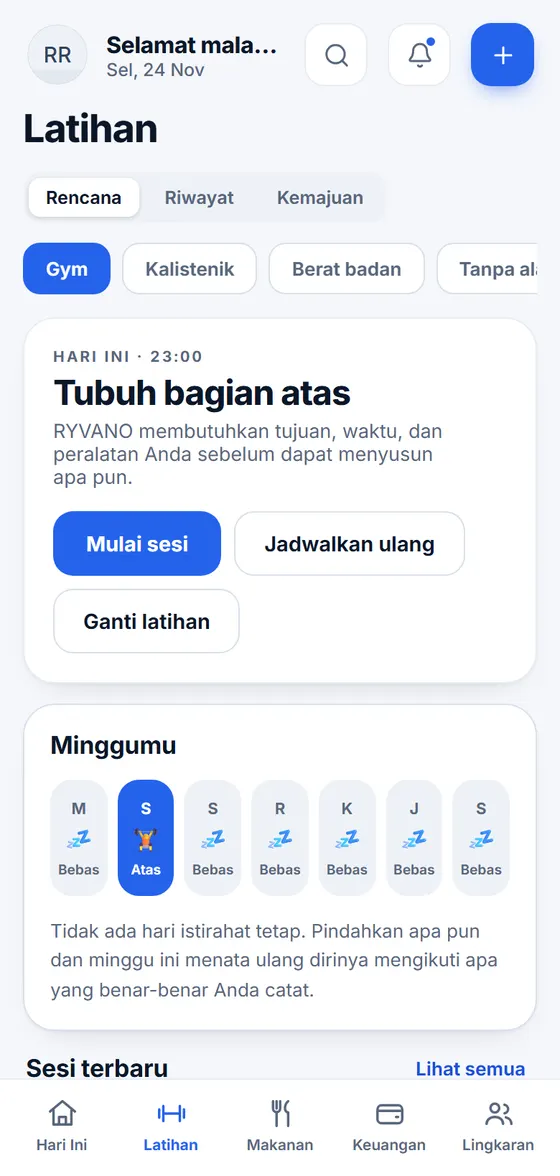 RR
Selamat mala...
Sel, 24 Nov
Latihan
Rencana Riwayat Kemajuan
Gym Kalistenik Berat badan Tanpa ala
HARI INI · 23:00
Tubuh bagian atas
RYVANO membutuhkan tujuan, waktu, dan
peralatan Anda sebelum dapat menyusun
apa pun.
Mulai sesi Jadwalkan ulang
Ganti latihan
Minggumu
M S S R K J S
Bebas Atas Bebas Bebas Bebas Bebas Bebas
Tidak ada hari istirahat tetap. Pindahkan apa pun
dan minggu ini menata ulang dirinya mengikuti apa
yang benar-benar Anda catat.
Sesi terbaru Lihat semua
Hari Ini Latihan Makanan Keuangan Lingkaran